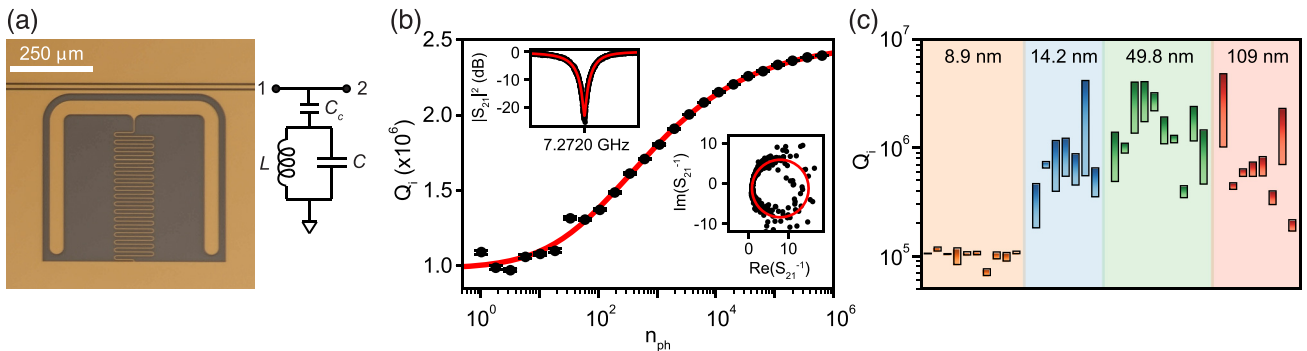 (a)
250 µm
1
2
C_c
L
C
(b)
Q_i (x10^6)
2.5
2.0
1.5
1.0
10^0
10^2
10^4
10^6
n_ph
|S_21|^2 (dB)
0
-10
-20
7.2720 GHz
Im(S_21^-1)
10
0
-10
0
10
Re(S_21^-1)
(c)
Q_i
10^7
10^6
10^5
8.9 nm
14.2 nm
49.8 nm
109 nm